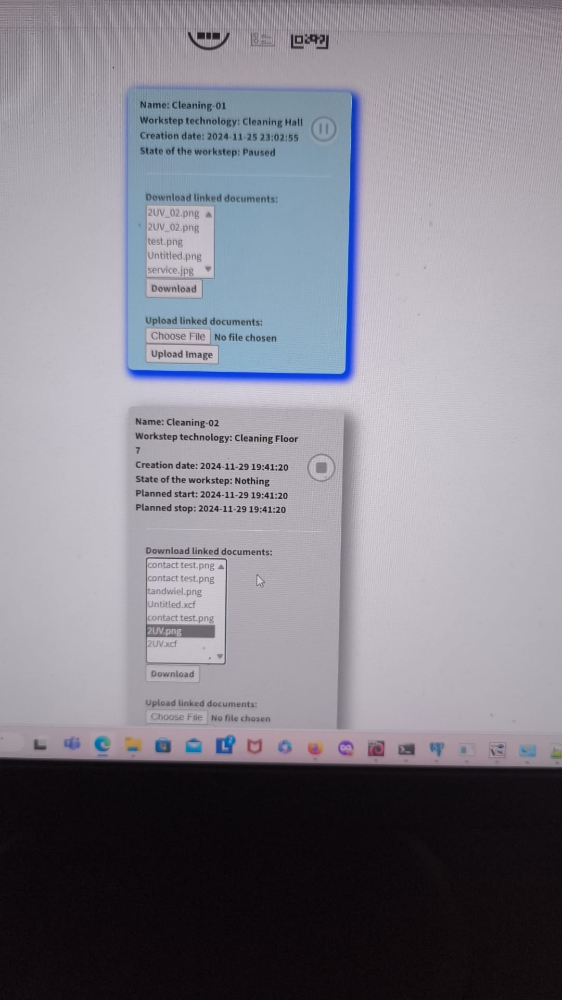 Name: Cleaning-01
Workstep technology: Cleaning Hall
Creation date: 2024-11-25 23:02:55
State of the workstep: Paused
Download linked documents:
2UV_02.png
2UV_02.png
test.png
Untitled.png
service.jpg
Download
Upload linked documents:
Choose File No file chosen
Upload Image
Name: Cleaning-02
Workstep technology: Cleaning Floor
7
Creation date: 2024-11-29 19:41:20
State of the workstep: Nothing
Planned start: 2024-11-29 19:41:20
Planned stop: 2024-11-29 19:41:20
Download linked documents:
contact test.png
contact test.png
tandwiel.png
Untitled.xcf
contact test.png
2UV.png
2UV.xcf
Download
Upload linked documents:
Choose File No file chosen
L 2